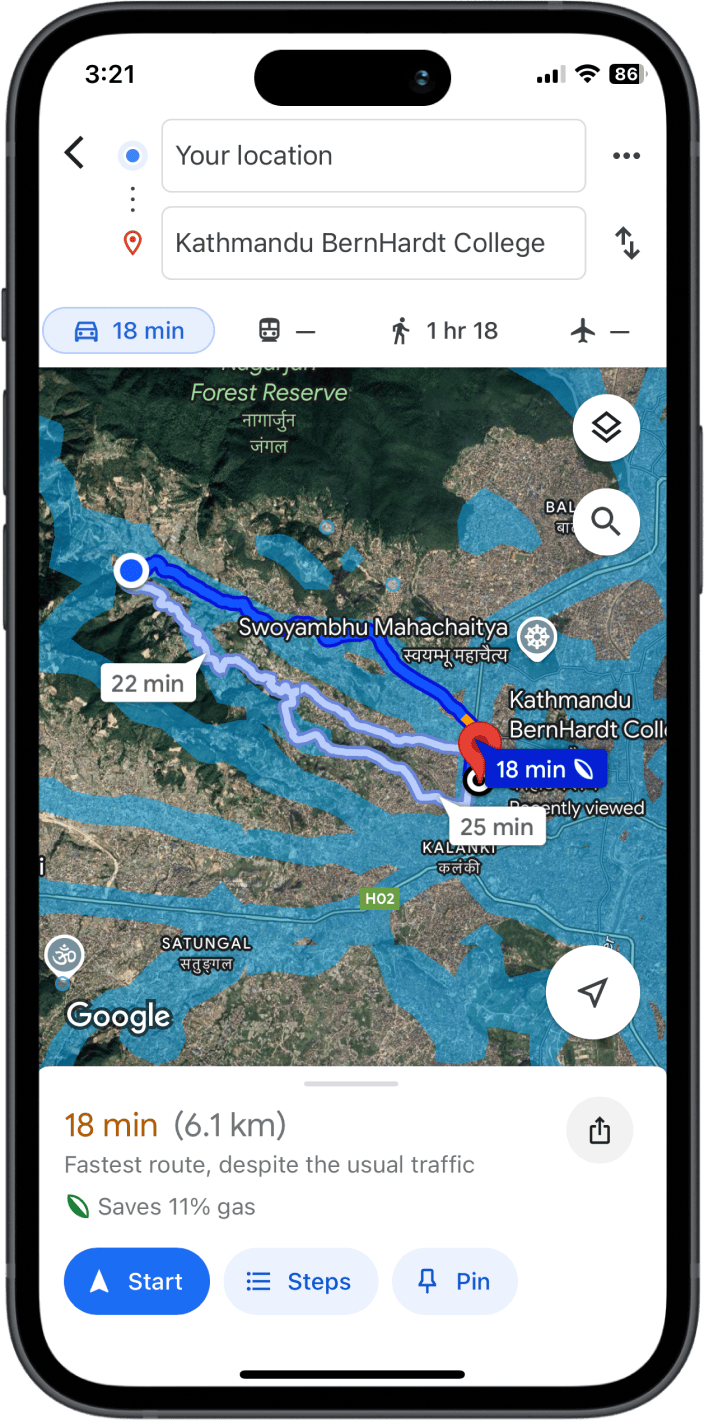 3:21
86
Your location
Kathmandu BernHardt College
18 min
—
1 hr 18
—
Nagarjun
Forest Reserve
नागार्जुन
जंगल
BAL
Swoyambhu Mahachaitya
स्वयम्भू महाचैत्य
22 min
Kathmandu
BernHardt Coll
18 min
Recently viewed
25 min
KALANKI
कलंकी
H02
SATUNGAL
सतुङ्गल
Google
18 min (6.1 km)
Fastest route, despite the usual traffic
Saves 11% gas
Start
Steps
Pin